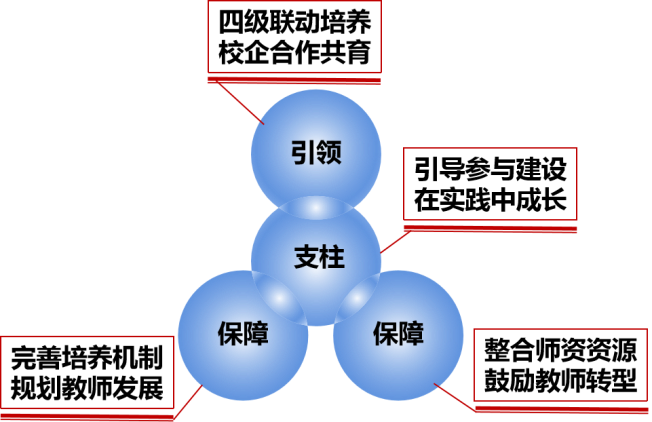 四级联动培养
校企合作共育
引领
引导参与建设
在实践中成长
支柱
保障
保障
完善培养机制
规划教师发展
整合师资资源
鼓励教师转型